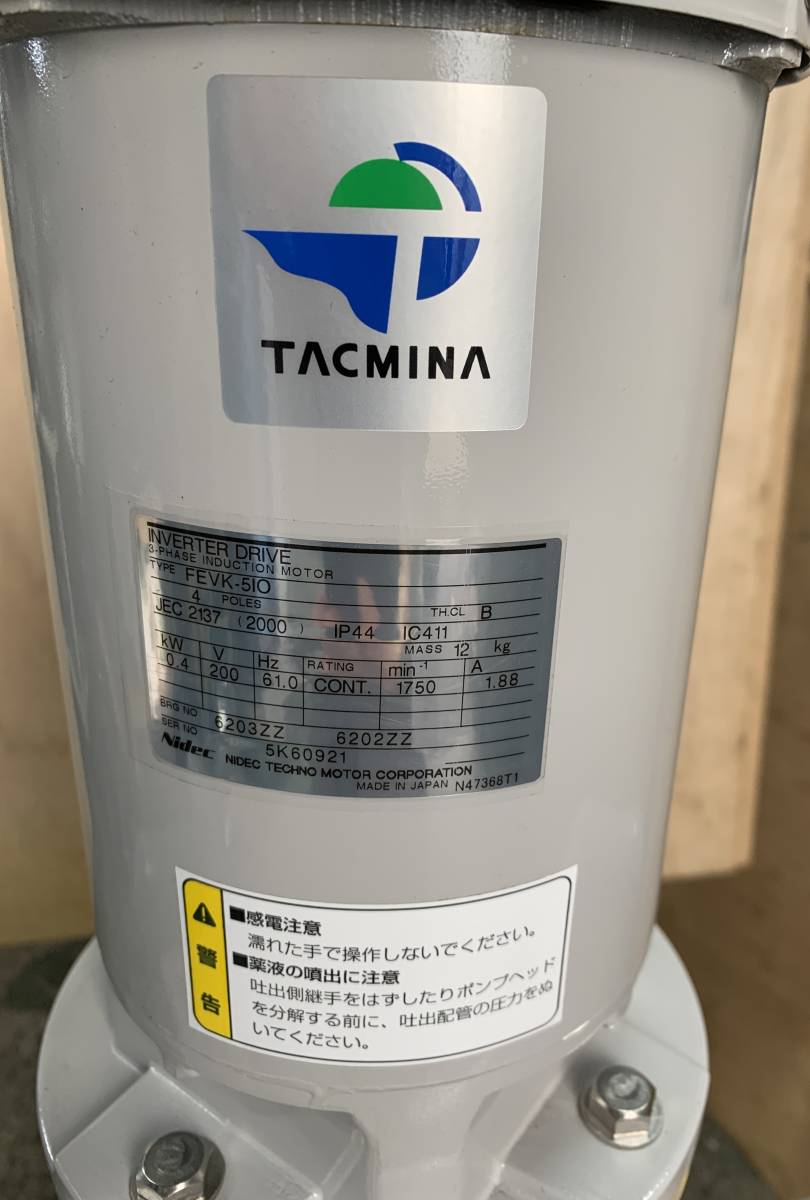 TACMINA
INVERTER DRIVE
3-PHASE INDUCTION MOTOR
TYPE FEVK-5IO
4 POLES TH.CL B
JEC 2137 (2000) IP44 IC411
MASS 12 kg
kW V Hz RATING min-1 A
0.4 200 61.0 CONT. 1750 1.88
BRG NO 6203ZZ 6202ZZ
SER NO 5K60921
Nidec NIDEC TECHNO MOTOR CORPORATION
MADE IN JAPAN N47368T1
警告
■感電注意
濡れた手で操作しないでください。
■薬液の噴出に注意
吐出側継手をはずしたりポンプヘッド
を分解する前に、吐出配管の圧力をぬ
いてください。